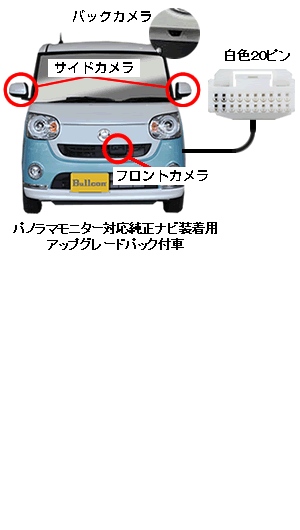 バックカメラ
白色20ピン
サイドカメラ
Bullcon
フロントカメラ
パノラマモニター対応純正ナビ装着用
アップグレードパック付車